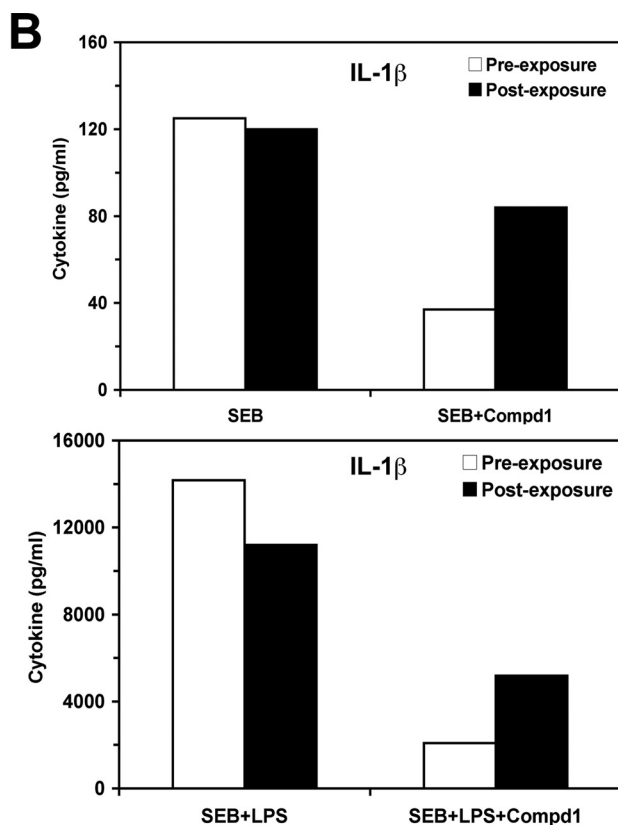 B
160
IL-1β
Pre-exposure
Post-exposure
120
80
40
0
Cytokine (pg/ml)
SEB
SEB+Compd1
16000
IL-1β
Pre-exposure
Post-exposure
12000
8000
4000
0
Cytokine (pg/ml)
SEB+LPS
SEB+LPS+Compd1